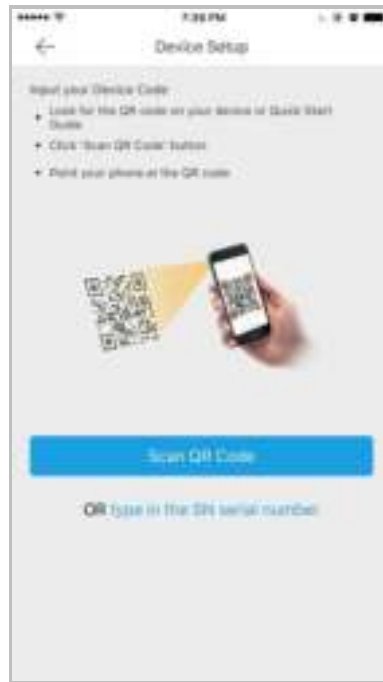 7:36 PM
Device Setup
Input your Device Code
• Look for the QR code on your device or Quick Start
Guide
• Click 'Scan QR Code' button
• Point your phone at the QR code
Scan QR Code
OR type in the SN serial number